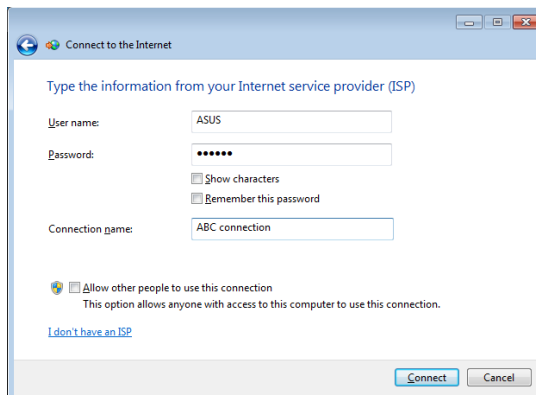 Connect to the Internet
Type the information from your Internet service provider (ISP)
User name: ASUS
Password: ••••••
Show characters
Remember this password
Connection name: ABC connection
Allow other people to use this connection
This option allows anyone with access to this computer to use this connection.
I don't have an ISP
Connect Cancel